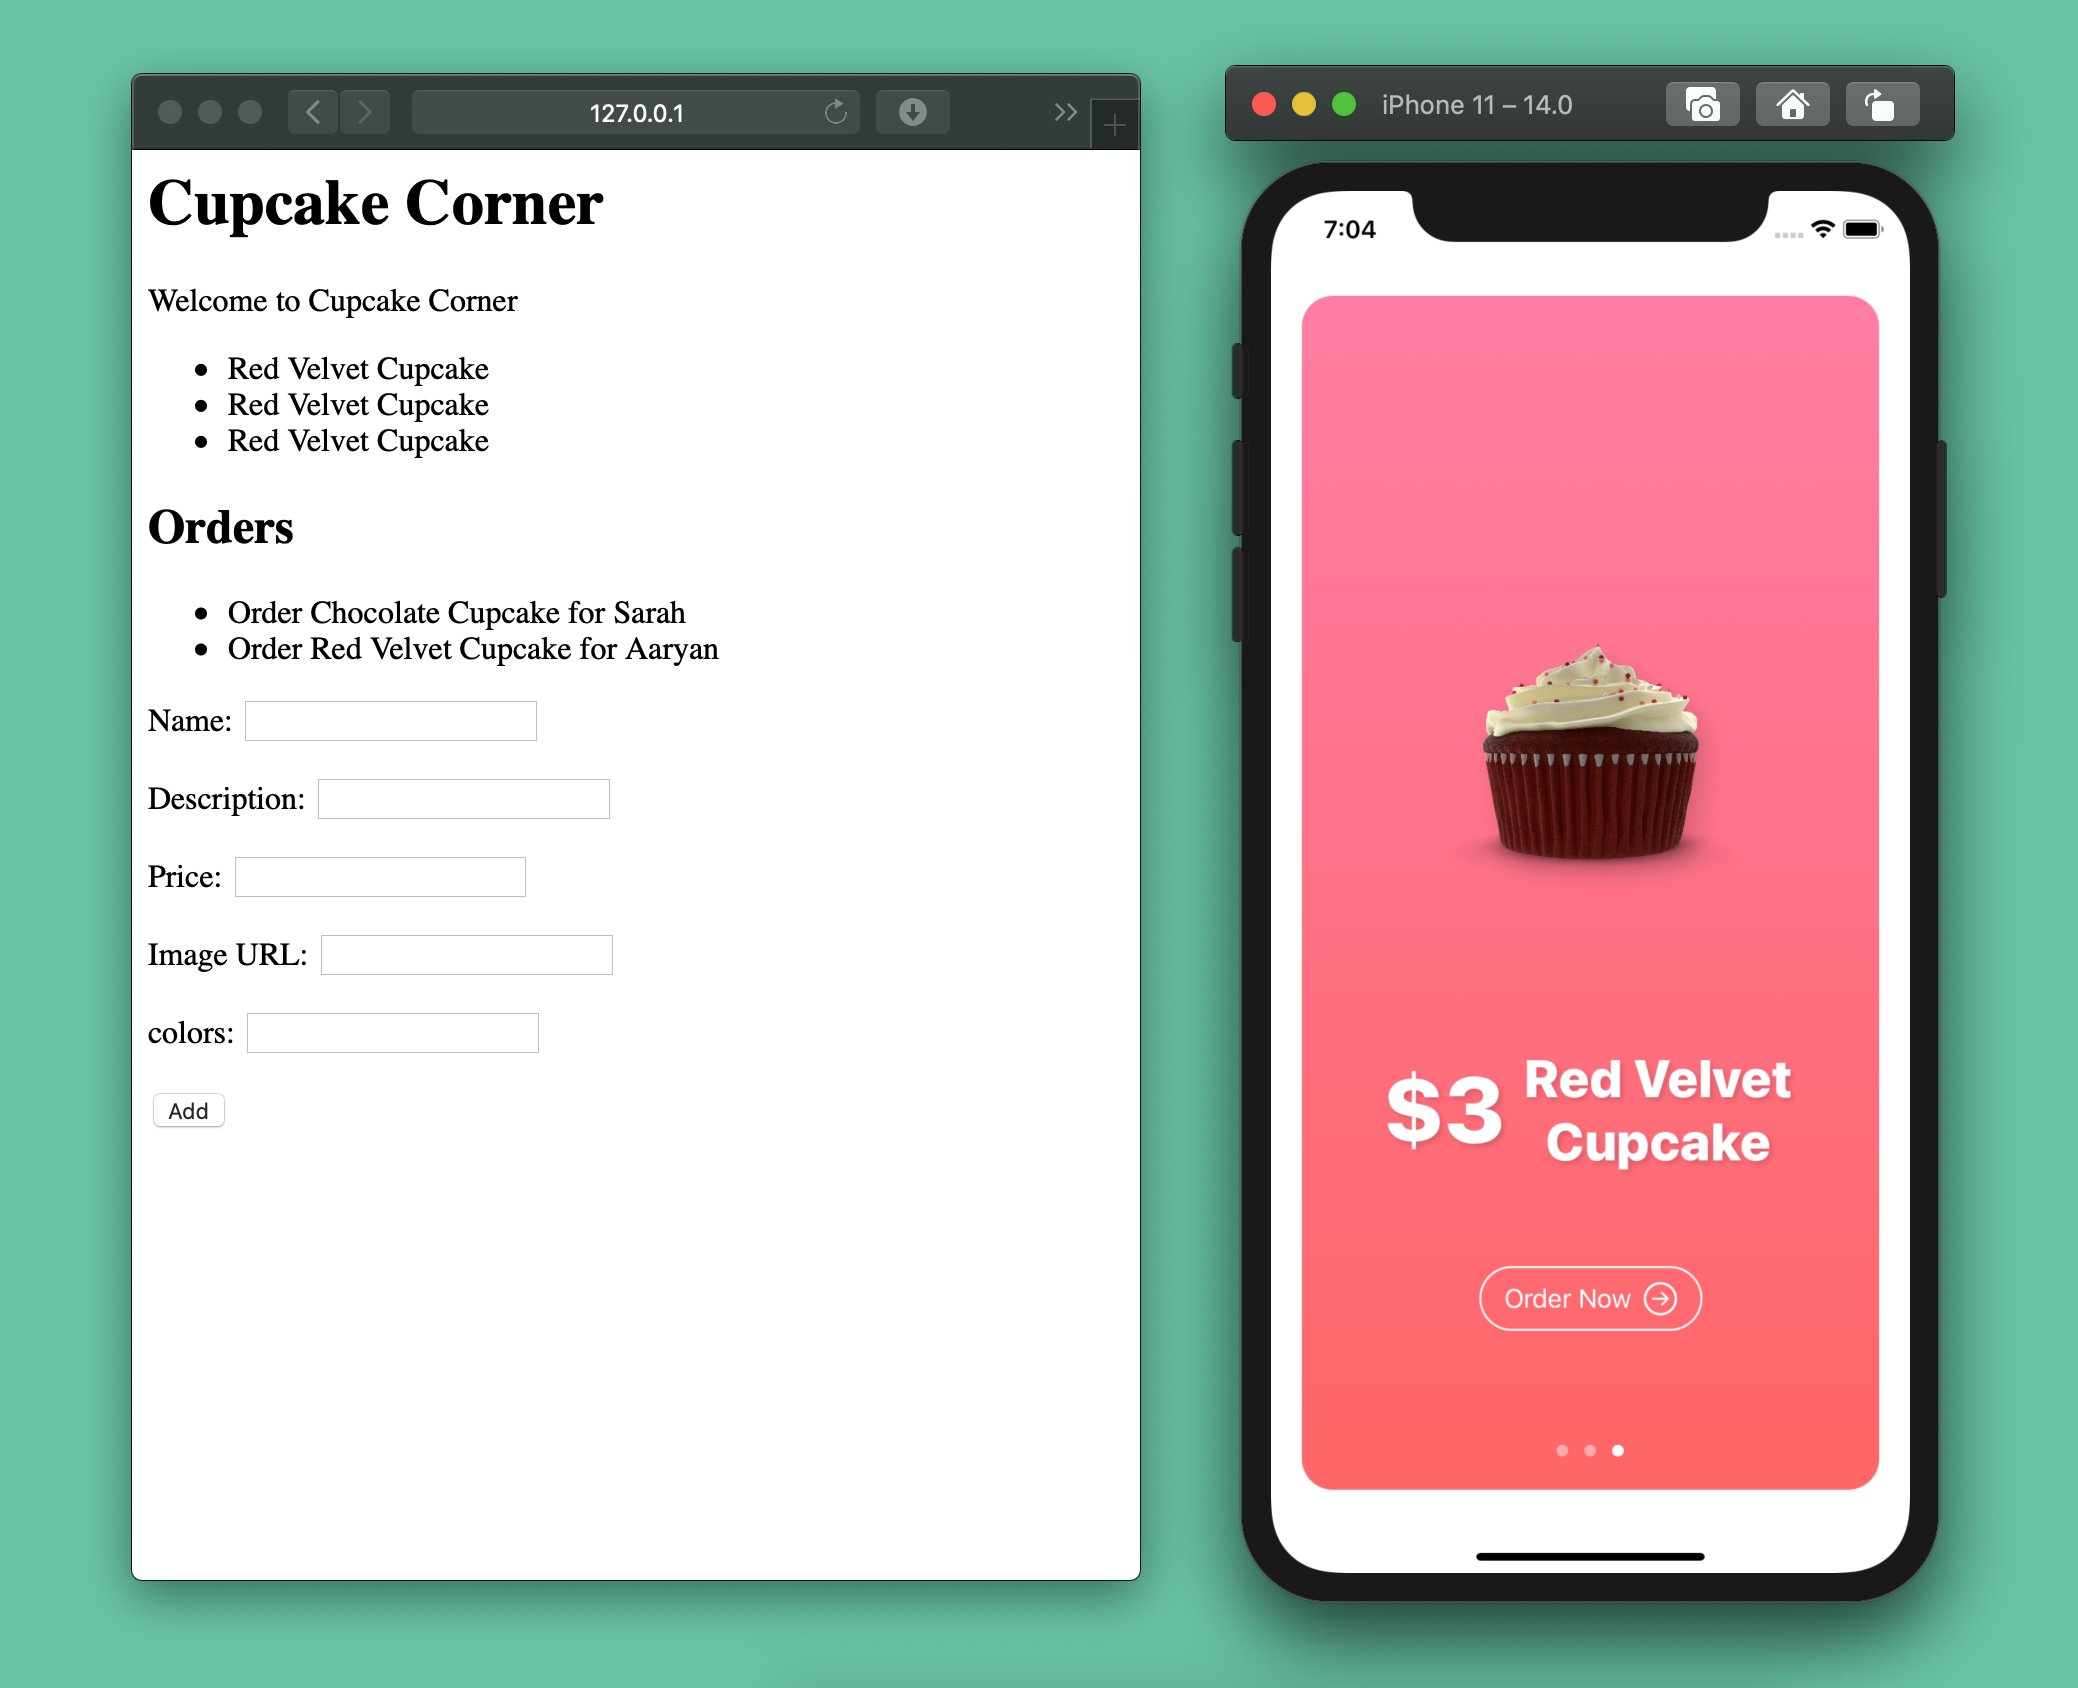 127.0.0.1
Cupcake Corner
Welcome to Cupcake Corner
Red Velvet Cupcake
Red Velvet Cupcake
Red Velvet Cupcake
Orders
Order Chocolate Cupcake for Sarah
Order Red Velvet Cupcake for Aaryan
Name:
Description:
Price:
Image URL:
colors:
Add
iPhone 11 – 14.0
7:04
$3
Red Velvet
Cupcake
Order Now